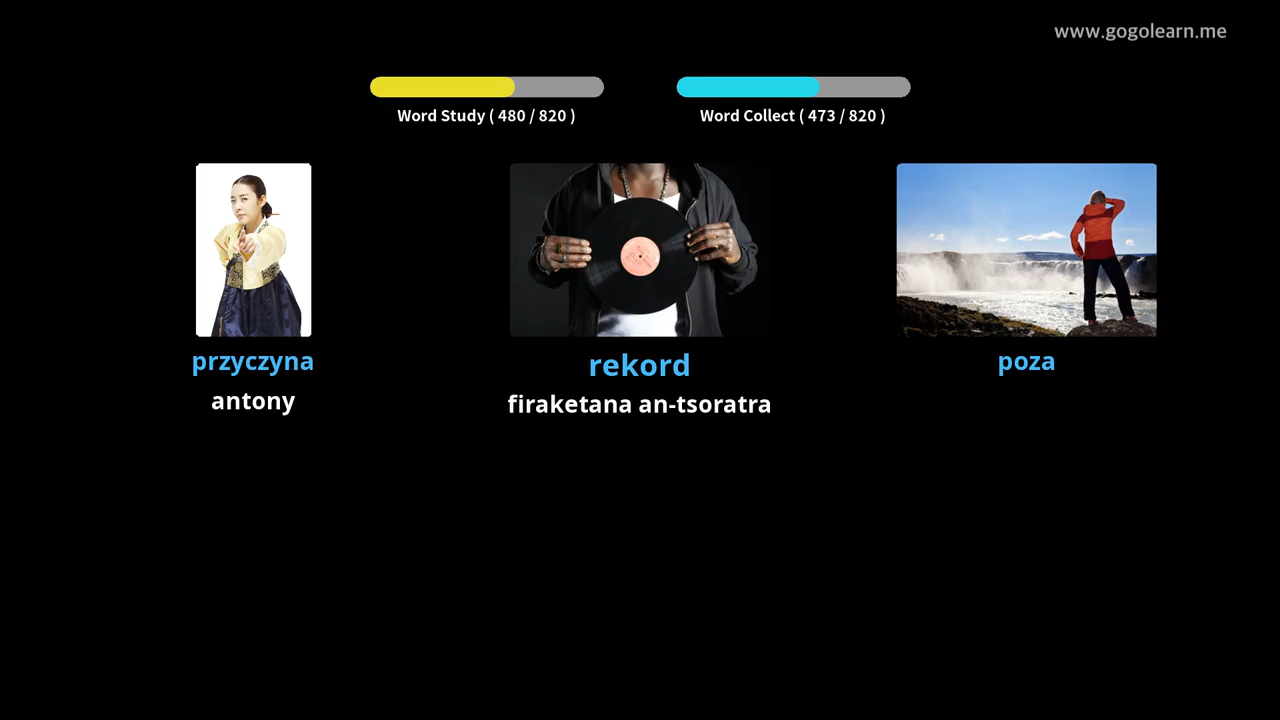 www.gogolearn.me
Word Study ( 480 / 820 )
Word Collect ( 473 / 820 )
przyczyna
antony
rekord
firaketana an-tsoratra
poza